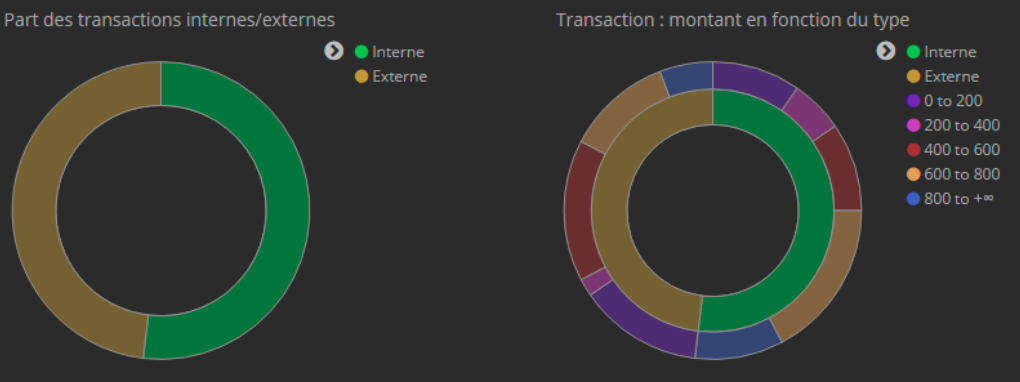 Part des transactions internes/externes
Interne
Externe
Transaction : montant en fonction du type
Interne
Externe
0 to 200
200 to 400
400 to 600
600 to 800
800 to +∞